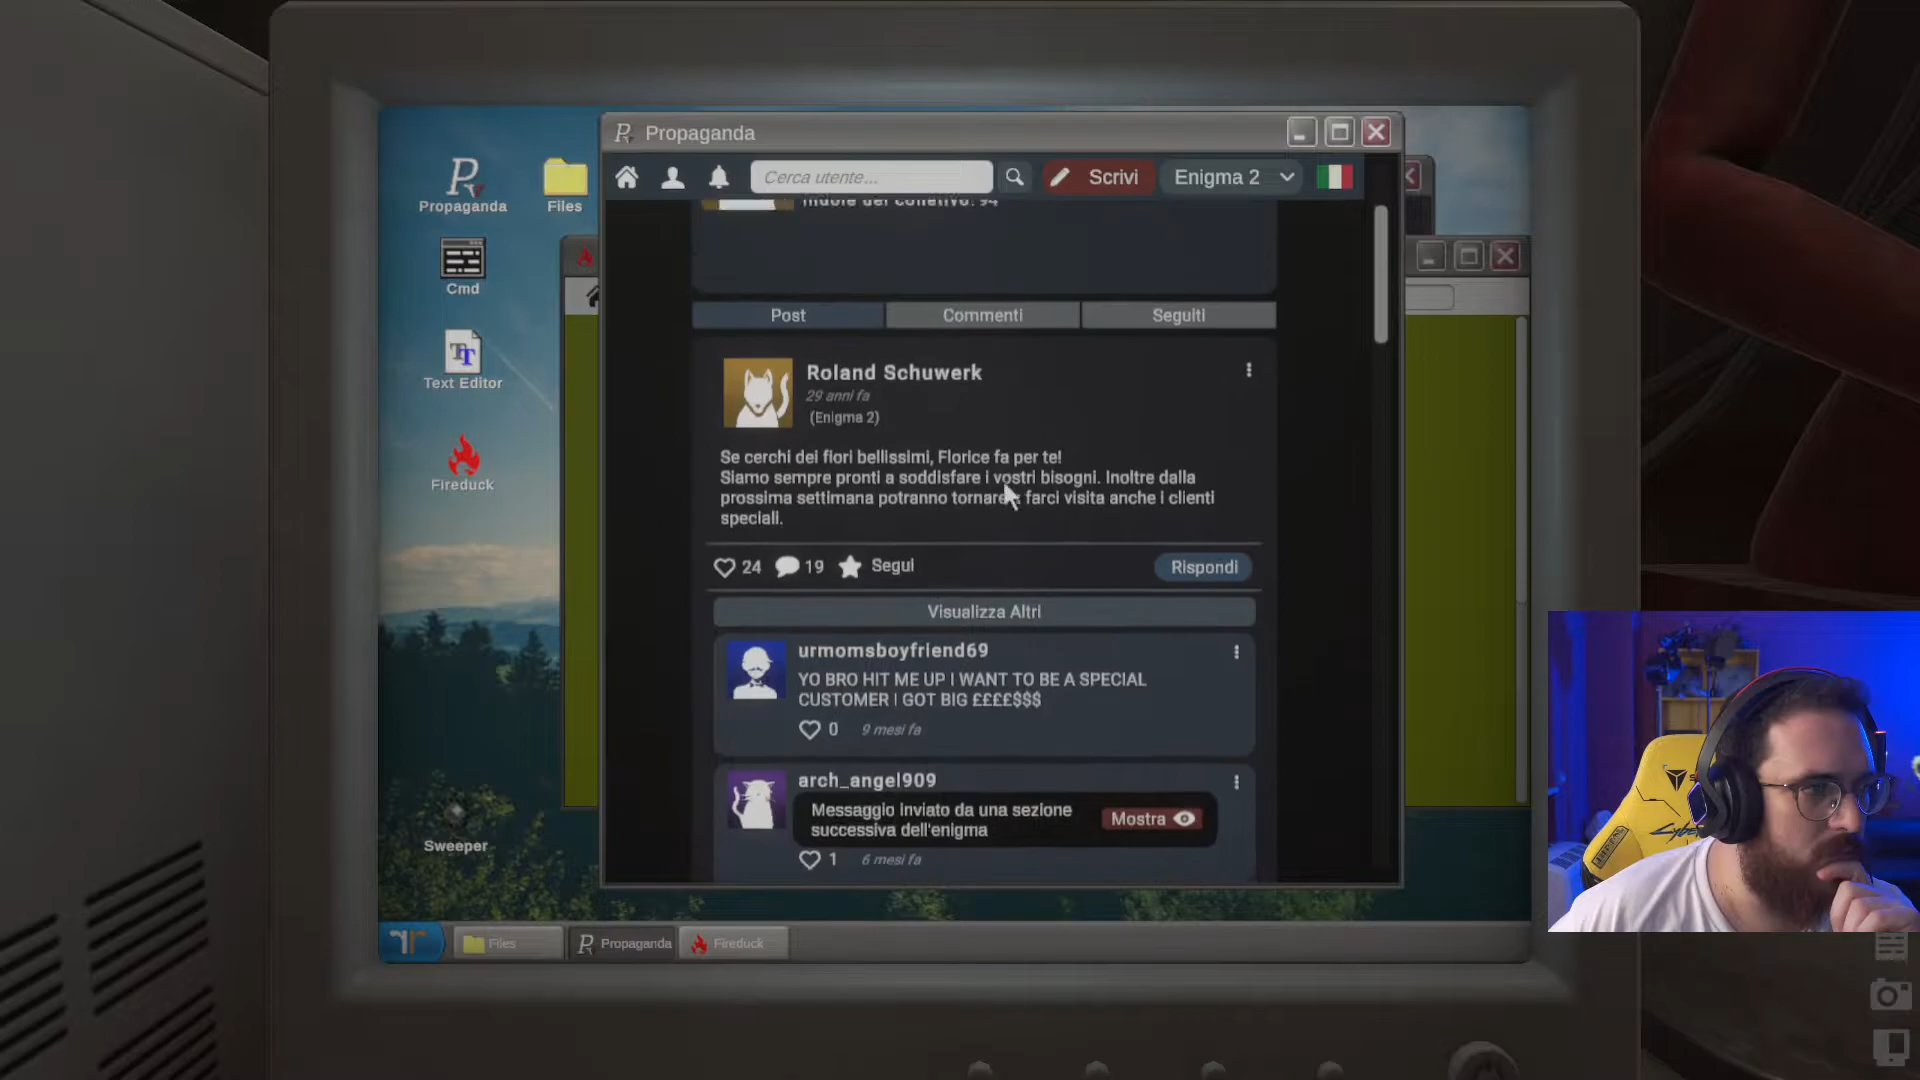 Propaganda
Cerca utente...
Scrivi
Enigma 2
Propaganda
Files
Cmd
Text Editor
Fireduck
Sweeper
Post
Commenti
Seguiti
Roland Schuwerk
29 anni fa
(Enigma 2)
Se cerchi dei fiori bellissimi, Florice fa per te!
Siamo sempre pronti a soddisfare i vostri bisogni. Inoltre dalla
prossima settimana potranno tornare farci visita anche i clienti
speciali.
24
19
Segui
Rispondi
Visualizza Altri
urmomsboyfriend69
YO BRO HIT ME UP I WANT TO BE A SPECIAL
CUSTOMER I GOT BIG ££££$$$
0
9 mesi fa
arch_angel909
Messaggio inviato da una sezione
successiva dell'enigma
Mostra
1
6 mesi fa
Files
Propaganda
Fireduck